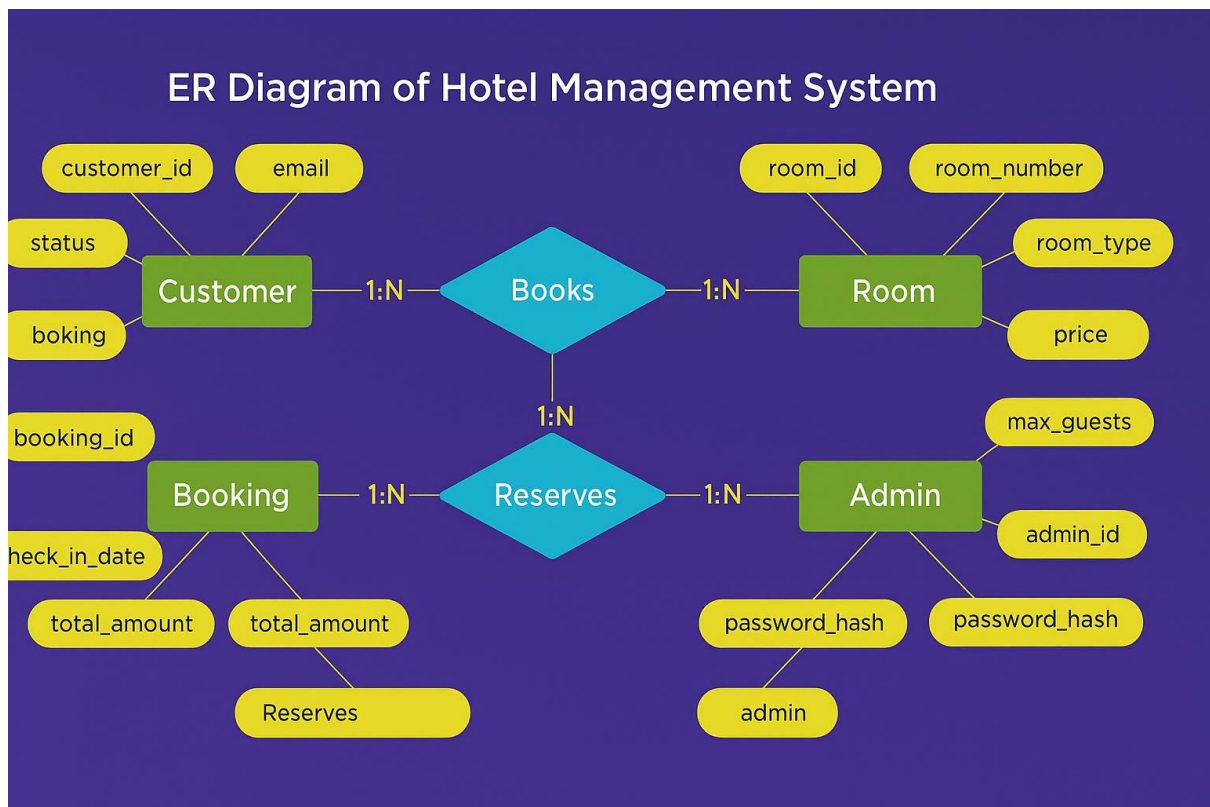 ER Diagram of Hotel Management System
customer_id
email
room_id
room_number
status
room_type
Customer
1:N
Books
1:N
Room
boking
price
booking_id
1:N
max_guests
Booking
1:N
Reserves
1:N
Admin
heck_in_date
admin_id
total_amount
total_amount
password_hash
password_hash
Reserves
admin